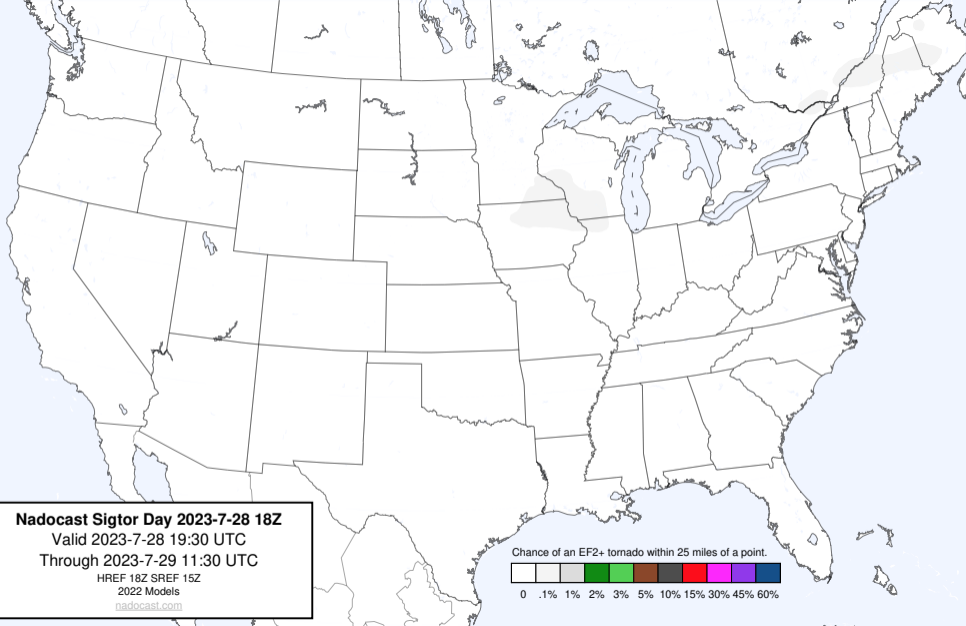 Nadocast Sigtor Day 2023-7-28 18Z
Valid 2023-7-28 19:30 UTC
Through 2023-7-29 11:30 UTC
HREF 18Z SREF 15Z
2022 Models
nadocast.com
Chance of an EF2+ tornado within 25 miles of a point.
0 .1% 1% 2% 3% 5% 10% 15% 30% 45% 60%